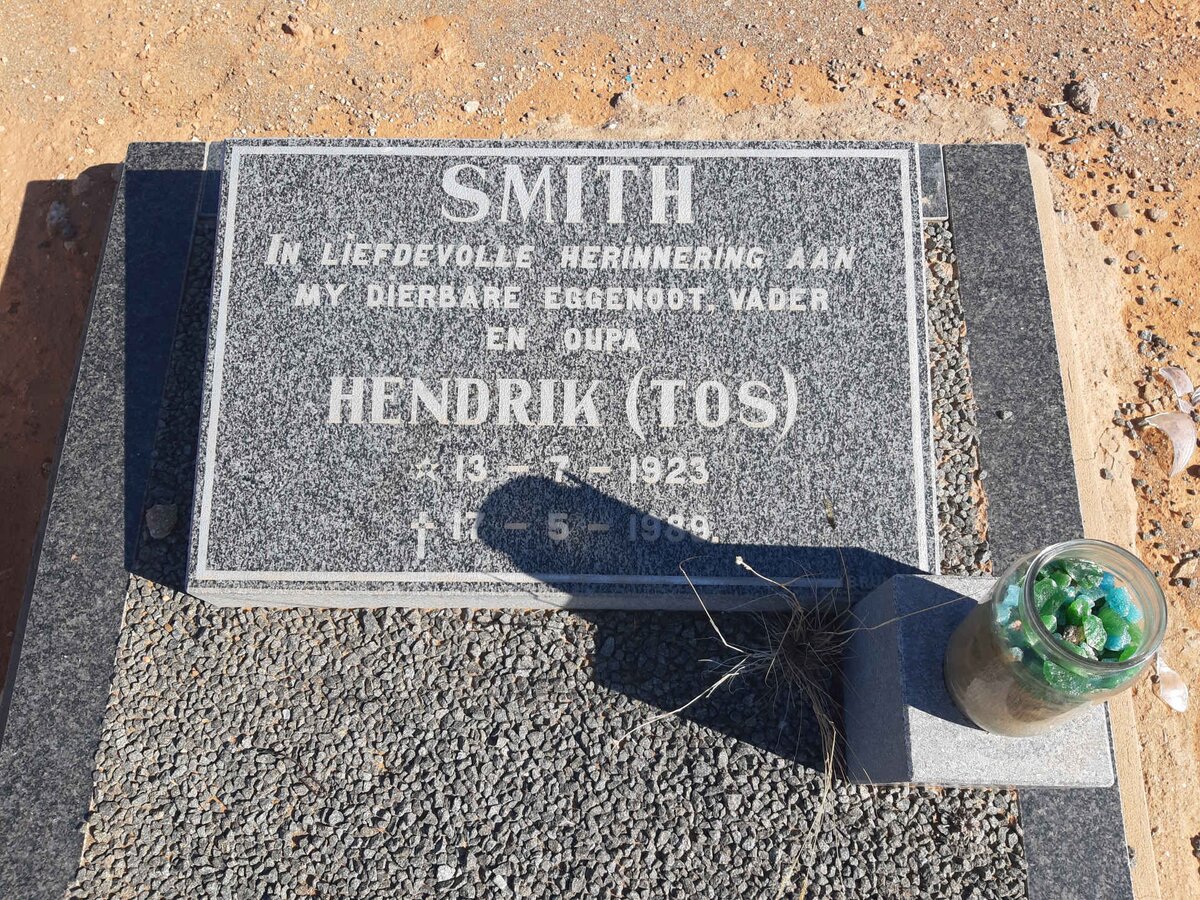 SMITH
IN LIEFDEVOLLE HERINNERING AAN
MY DIERBARE EGGENOOT, VADER
EN OUPA
HENDRIK (TOS)
☆ 13 – 7 – 1923
✝ 17 – 5 – 1989.